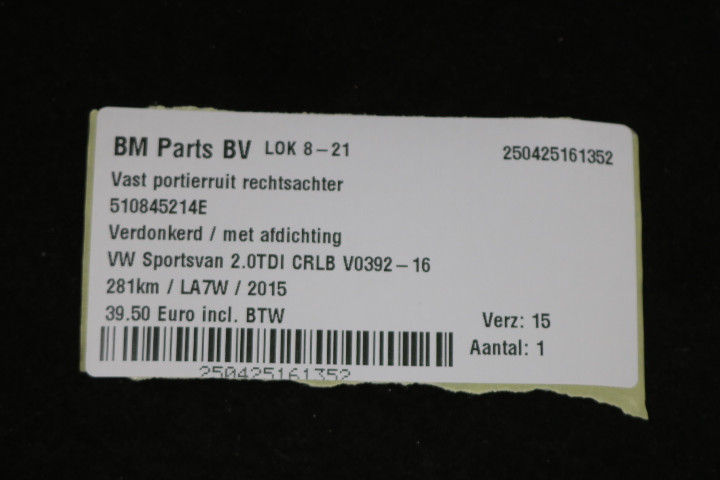 BM Parts BV LOK 8-21 250425161352
Vast portierruit rechtsachter
510845214E
Verdonkerd / met afdichting
VW Sportsvan 2.0TDI CRLB V0392-16
281km / LA7W / 2015
39.50 Euro incl. BTW Verz: 15
Aantal: 1
250425161352